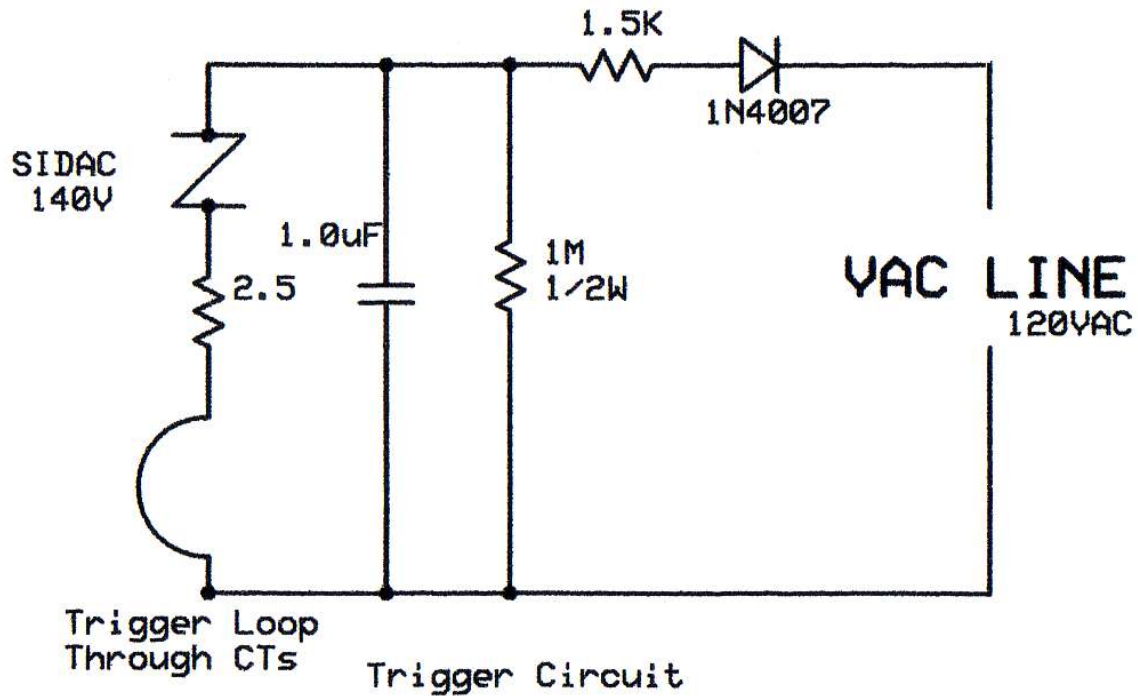 1.5K
1N4007
SIDAC
140V
1.0uF
1M
1/2W
2.5
VAC LINE
120VAC
Trigger Loop
Through CTs
Trigger Circuit